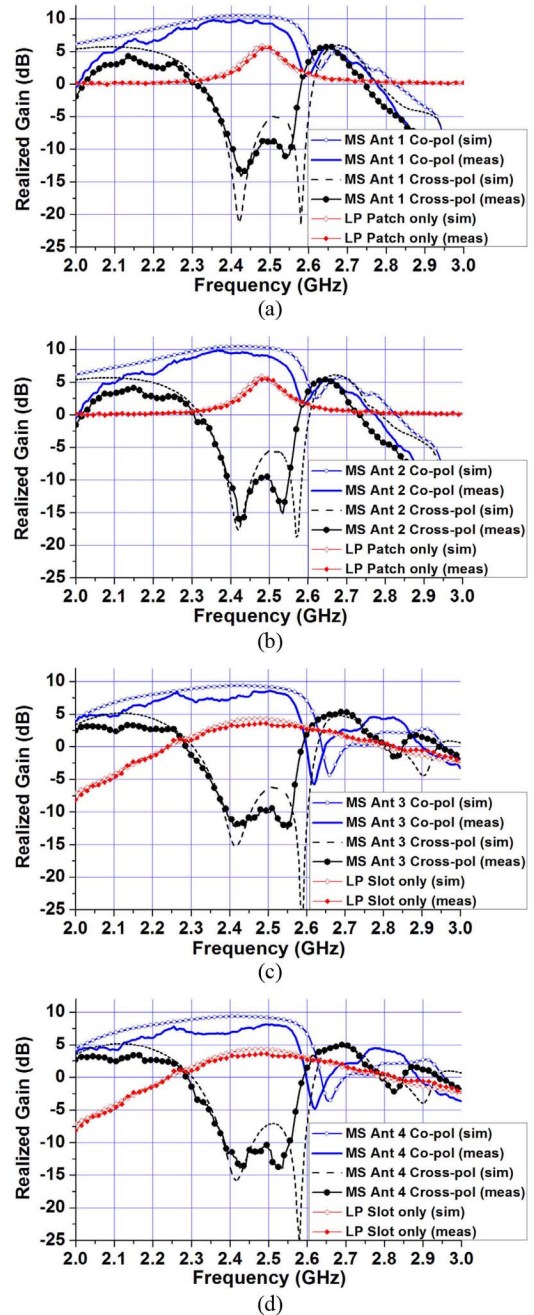 10
5
0
-5
-10
-15
-20
-25
Realized Gain (dB)
MS Ant 1 Co-pol (sim)
MS Ant 1 Co-pol (meas)
MS Ant 1 Cross-pol (sim)
MS Ant 1 Cross-pol (meas)
LP Patch only (sim)
LP Patch only (meas)
2.0 2.1 2.2 2.3 2.4 2.5 2.6 2.7 2.8 2.9 3.0
Frequency (GHz)
(a)
10
5
0
-5
-10
-15
-20
-25
Realized Gain (dB)
MS Ant 2 Co-pol (sim)
MS Ant 2 Co-pol (meas)
MS Ant 2 Cross-pol (sim)
MS Ant 2 Cross-pol (meas)
LP Patch only (sim)
LP Patch only (meas)
2.0 2.1 2.2 2.3 2.4 2.5 2.6 2.7 2.8 2.9 3.0
Frequency (GHz)
(b)
10
5
0
-5
-10
-15
-20
-25
Realized Gain (dB)
MS Ant 3 Co-pol (sim)
MS Ant 3 Co-pol (meas)
MS Ant 3 Cross-pol (sim)
MS Ant 3 Cross-pol (meas)
LP Slot only (sim)
LP Slot only (meas)
2.0 2.1 2.2 2.3 2.4 2.5 2.6 2.7 2.8 2.9 3.0
Frequency (GHz)
(c)
10
5
0
-5
-10
-15
-20
-25
Realized Gain (dB)
MS Ant 4 Co-pol (sim)
MS Ant 4 Co-pol (meas)
MS Ant 4 Cross-pol (sim)
MS Ant 4 Cross-pol (meas)
LP Slot only (sim)
LP Slot only (meas)
2.0 2.1 2.2 2.3 2.4 2.5 2.6 2.7 2.8 2.9 3.0
Frequency (GHz)
(d)